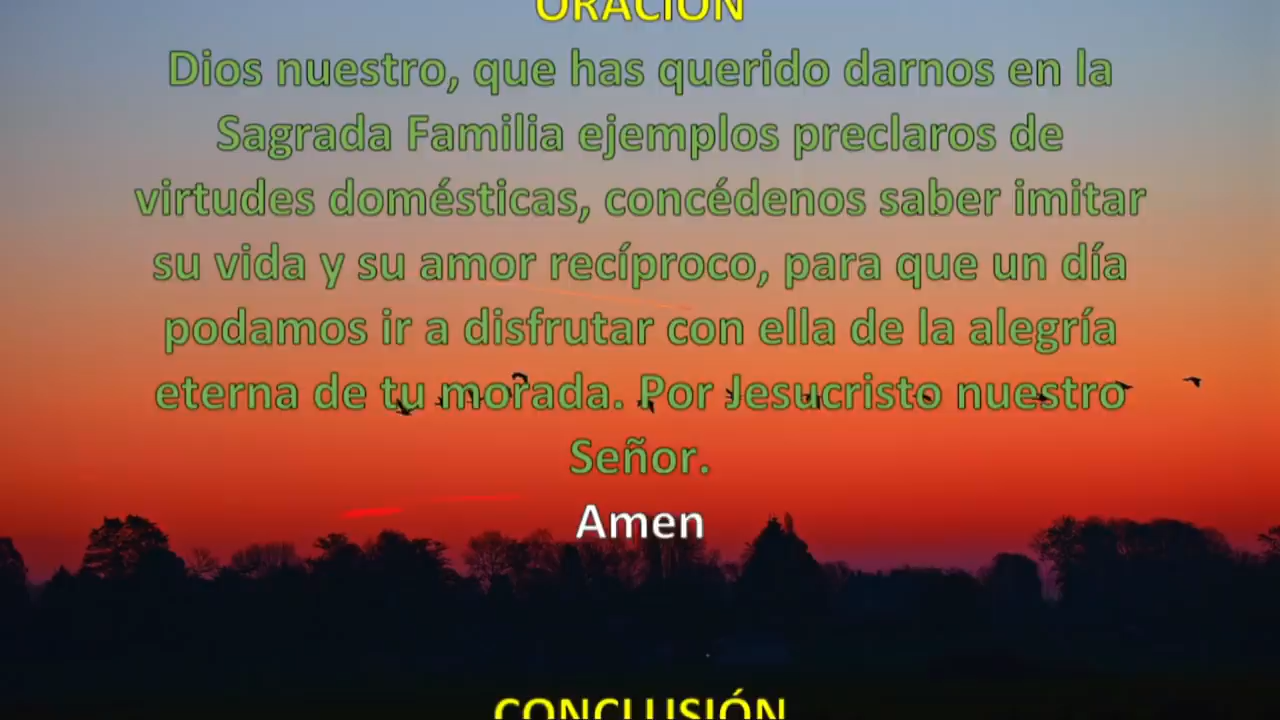 ORACIÓN
Dios nuestro, que has querido darnos en la
Sagrada Familia ejemplos preclaros de
virtudes domésticas, concédenos saber imitar
su vida y su amor recíproco, para que un día
podamos ir a disfrutar con ella de la alegría
eterna de tu morada. Por Jesucristo nuestro
Señor.
Amen
CONCLUSIÓN